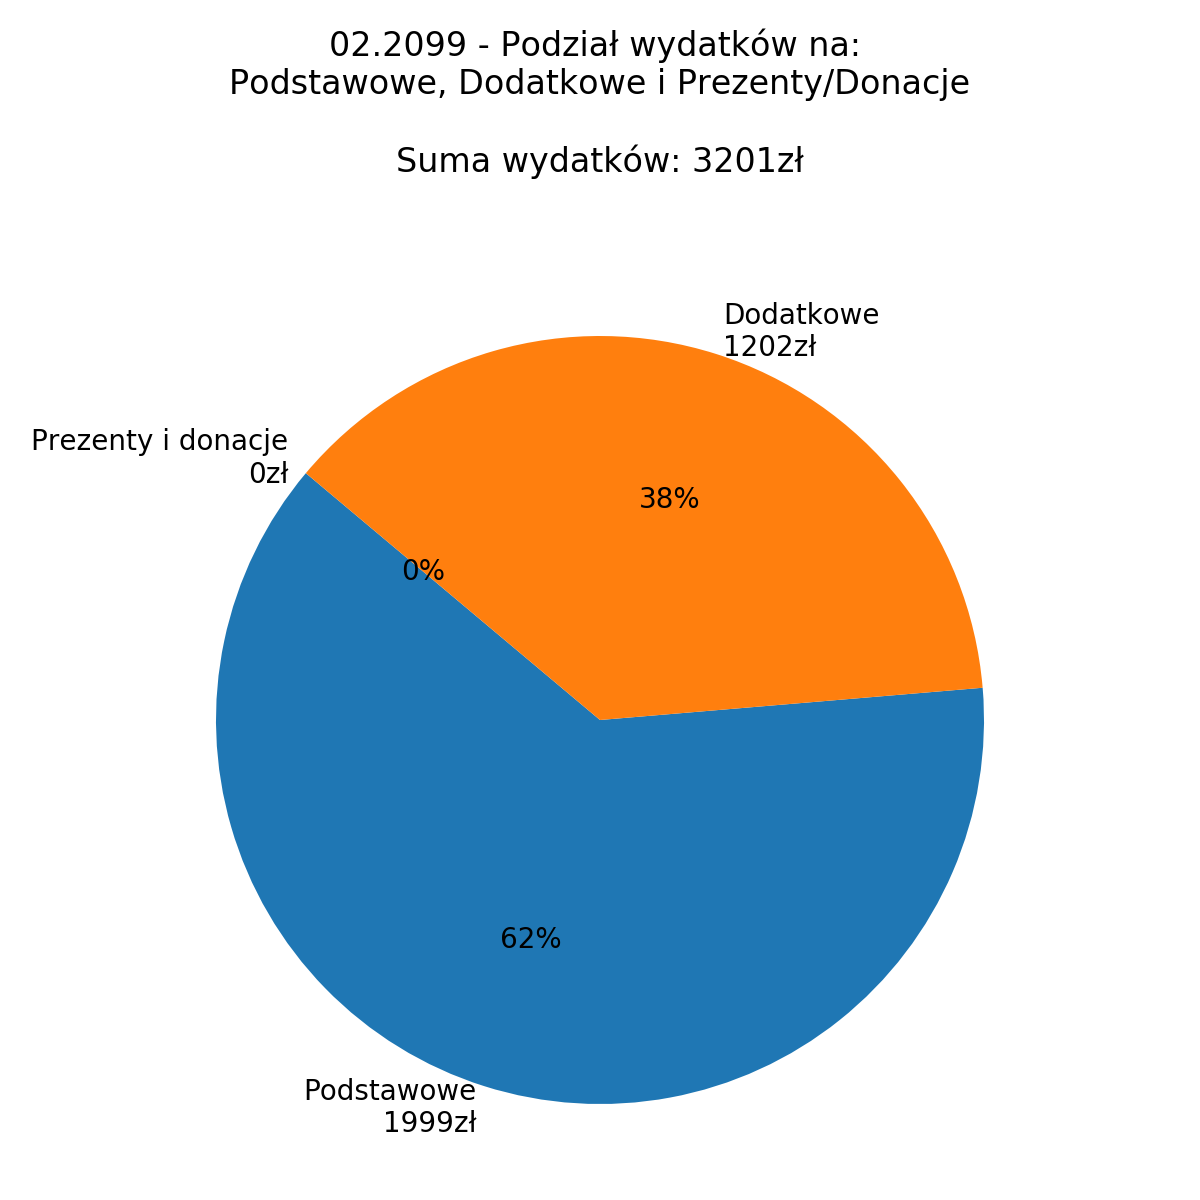 02.2099 - Podział wydatków na:
Podstawowe, Dodatkowe i Prezenty/Donacje
Suma wydatków: 3201zł
Dodatkowe
1202zł
Prezenty i donacje
0zł
38%
0%
62%
Podstawowe
1999zł